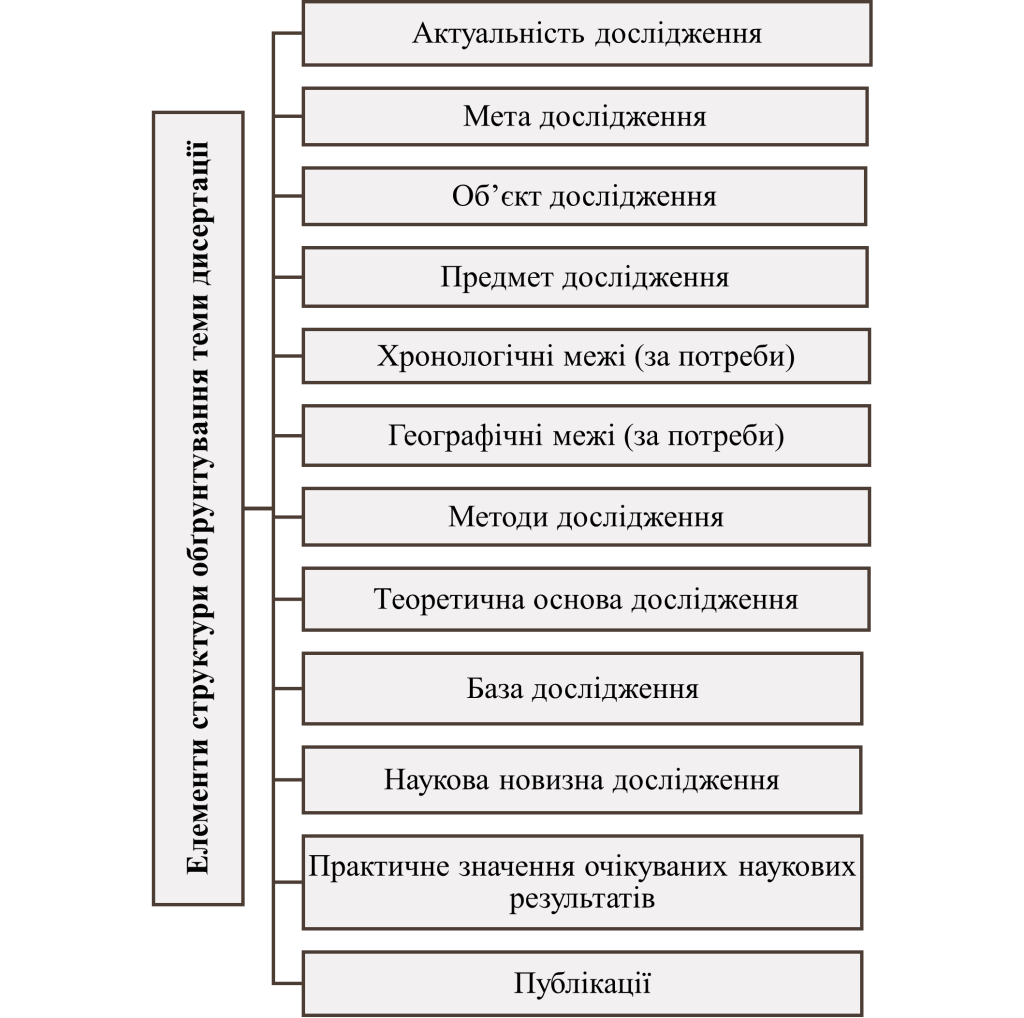 Елементи структури обґрунтування теми дисертації
Актуальність дослідження
Мета дослідження
Об’єкт дослідження
Предмет дослідження
Хронологічні межі (за потреби)
Географічні межі (за потреби)
Методи дослідження
Теоретична основа дослідження
База дослідження
Наукова новизна дослідження
Практичне значення очікуваних наукових
результатів
Публікації